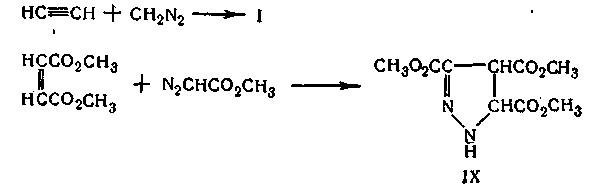 HC≡CH + CH₂N₂ → I
HCCO₂CH₃
HCCO₂CH₃
+ N₂CHCO₂CH₃ →
CH₃O₂CC — CHCO₂CH₃
CHCO₂CH₃
N
N
H
IX